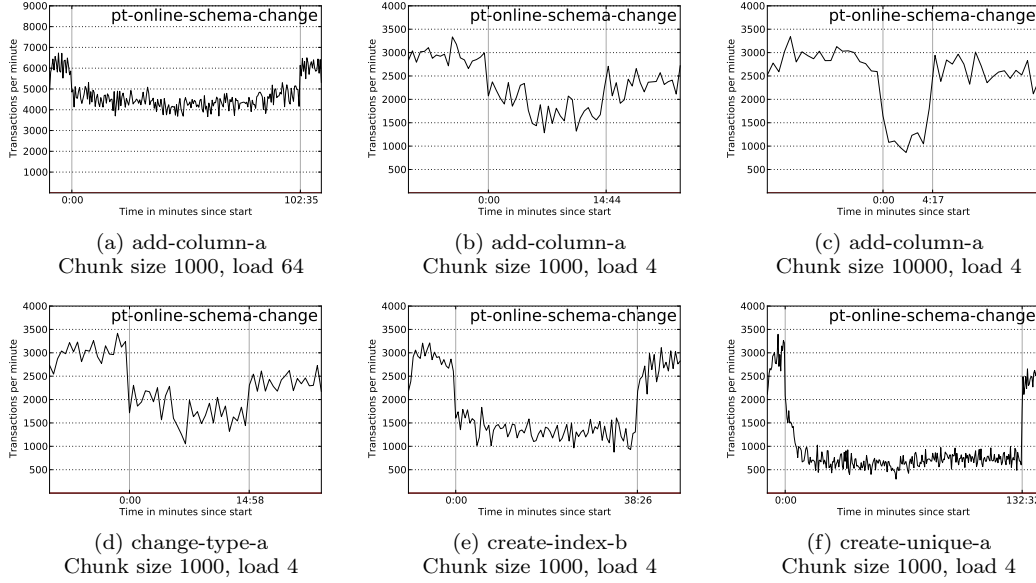 pt-online-schema-change
9000
8000
7000
6000
5000
4000
3000
2000
1000
Transactions per minute
0:00 102:35
Time in minutes since start
(a) add-column-a
Chunk size 1000, load 64
pt-online-schema-change
4000
3500
3000
2500
2000
1500
1000
500
Transactions per minute
0:00 14:44
Time in minutes since start
(b) add-column-a
Chunk size 1000, load 4
pt-online-schema-change
4000
3500
3000
2500
2000
1500
1000
500
Transactions per minute
0:00 4:17
Time in minutes since start
(c) add-column-a
Chunk size 10000, load 4
pt-online-schema-change
4000
3500
3000
2500
2000
1500
1000
500
Transactions per minute
0:00 14:58
Time in minutes since start
(d) change-type-a
Chunk size 1000, load 4
pt-online-schema-change
4000
3500
3000
2500
2000
1500
1000
500
Transactions per minute
0:00 38:26
Time in minutes since start
(e) create-index-b
Chunk size 1000, load 4
pt-online-schema-change
4000
3500
3000
2500
2000
1500
1000
500
Transactions per minute
0:00
Time in minutes since start
(f) create-unique-a
Chunk size 1000, load 4